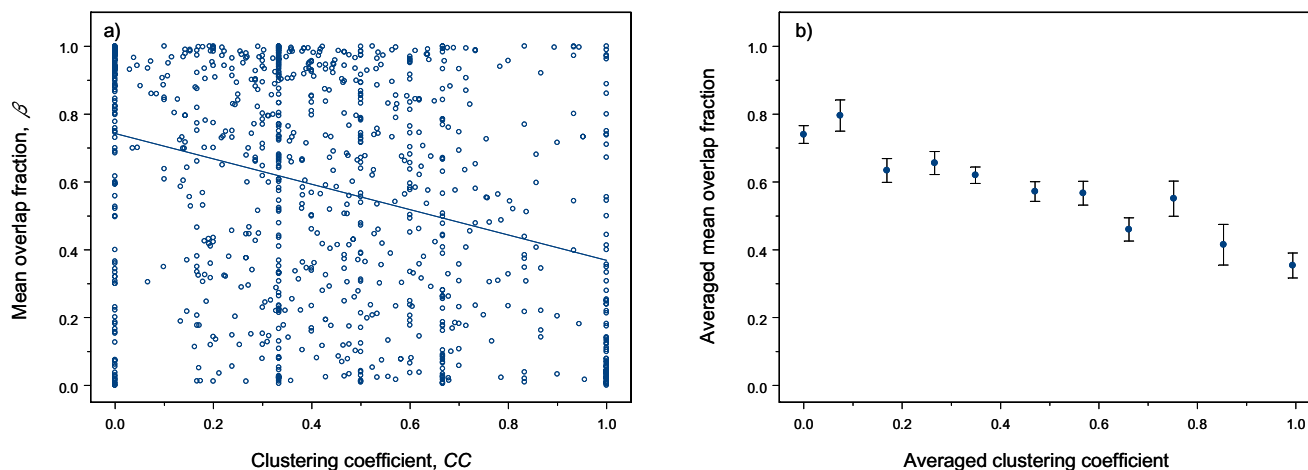 a)
1.0
0.8
0.6
0.4
0.2
0.0
Mean overlap fraction, β
0.0 0.2 0.4 0.6 0.8 1.0
Clustering coefficient, CC
b)
1.0
0.8
0.6
0.4
0.2
0.0
Averaged mean overlap fraction
0.0 0.2 0.4 0.6 0.8 1.0
Averaged clustering coefficient